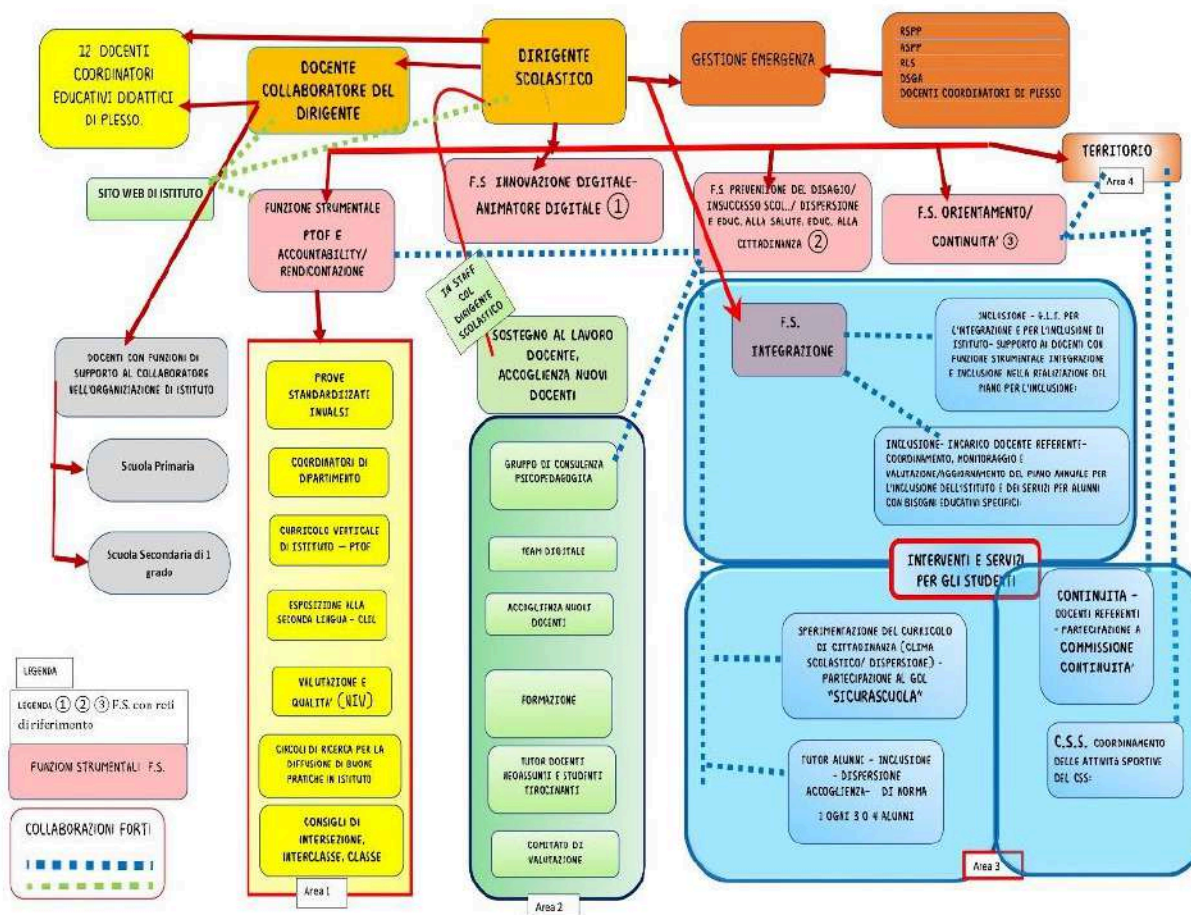 12 DOCENTI
COORDINATORI
EDUCATIVI DIDATTICI
DI PLESSO.
DOCENTE
COLLABORATORE DEL
DIRIGENTE
DIRIGENTE
SCOLASTICO
GESTIONE EMERGENZA
RSPP
ASPP
RLS
DSGA
DOCENTI COORDINATORI DI PLESSO
SITO WEB DI ISTITUTO
FUNZIONE STRUMENTALE
PTOF E
ACCOUNTABILITY/
RENDICONTAZIONE
F.S INNOVAZIONE DIGITALE-
ANIMATORE DIGITALE ①
F.S. PREVENZIONE DEL DISAGIO/
INSUCCESSO SCOL../ DISPERSIONE
E EDUC. ALLA SALUTE, EDUC. ALLA
CITTADINANZA ②
F.S. ORIENTAMENTO/
CONTINUITA' ③
TERRITORIO
Area 4
IN STAFF
COL
DIRIGENTE
SCOLASTICO
DOCENTI CON FUNZIONI DI
SUPPORTO AL COLLABORATORE
NELL'ORGANIZIAZIONE DI ISTITUTO
Scuola Primaria
Scuola Secondaria di 1
grado
PROVE
STANDARDIZZATE
INVALSI
COORDINATORI DI
DIPARTIMENTO
CURRICOLO VERTICALE
DI ISTITUTO – PTOF
ESPOSIZIONE ALLA
SECONDA LINGUA – CLIL
VALUTAZIONE E
QUALITA' (NIV)
CIRCOLI DI RICERCA PER LA
DIFFUSIONE DI BUONE
PRATICHE IN ISTITUTO
CONSIGLI DI
INTERSEZIONE,
INTERCLASSE, CLASSE
Area 1
SOSTEGNO AL LAVORO
DOCENTE,
ACCOGLIENZA NUOVI
DOCENTI
GRUPPO DI CONSULENZA
PSICOPEDAGOGICA
TEAM DIGITALE
ACCOGLIENZA NUOVI
DOCENTI
FORMAZIONE
TUTOR DOCENTI
NEOASSUNTI E STUDENTI
TIROCINANTI
COMITATO DI
VALUTAZIONE
Area 2
F.S.
INTEGRAZIONE
INCLUSIONE – G.L.I. PER
L'INTEGRAZIONE E PER L'INCLUSIONE DI
ISTITUTO- SUPPORTO AI DOCENTI CON
FUNZIONE STRUMENTALE INTEGRAZIONE
E INCLUSIONE NELLA REALIZAZIONE DEL
PIANO PER L'INCLUSIONE;
INCLUSIONE- INCARICO DOCENTE REFERENTE-
COORDINAMENTO, MONITORAGGIO E
VALUTAZIONE/AGGIORNAMENTO DEL PIANO ANNUALE PER
L'INCLUSIONE DELL'ISTITUTO E DEI SERVIZI PER ALUNNI
CON BISOGNI EDUCATIVI SPECIFICI;
INTERVENTI E SERVIZI
PER GLI STUDENTI
SPERIMENTAZIONE DEL CURRICOLO
DI CITTADINANZA (CLIMA
SCOLASTICO/ DISPERSIONE) -
PARTECIPAZIONE AL GDL
"SICURASCUOLA"
TUTOR ALUNNI – INCLUSIONE
- DISPERSIONE
ACCOGLIENZA- DI NORMA
1 OGNI 3 O 4 ALUNNI
CONTINUITA –
DOCENTI REFERENTI
- PARTECIPAZIONE A
COMMISSIONE
CONTINUITA'
C.S.S. COORDINAMENTO
DELLE ATTIVITÀ SPORTIVE
DEL CSS;
Area 3
LEGENDA
LEGENDA ① ② ③ F.S. con reti
di riferimento
FUNZIONI STRUMENTALI F.S.
COLLABORAZIONI FORTI